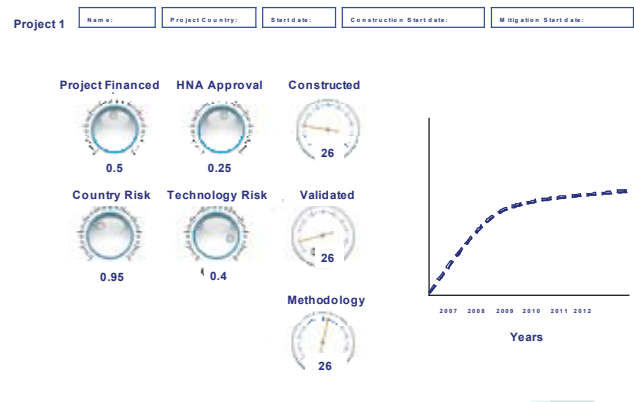 Project 1
Name:
Project Country:
Start date:
Construction Start date:
Mitigation Start date:
Project Financed
HNA Approval
Constructed
0.5
0.25
26
Country Risk
Technology Risk
Validated
0.95
0.4
26
Methodology
26
2007 2008 2009 2010 2011 2012
Years